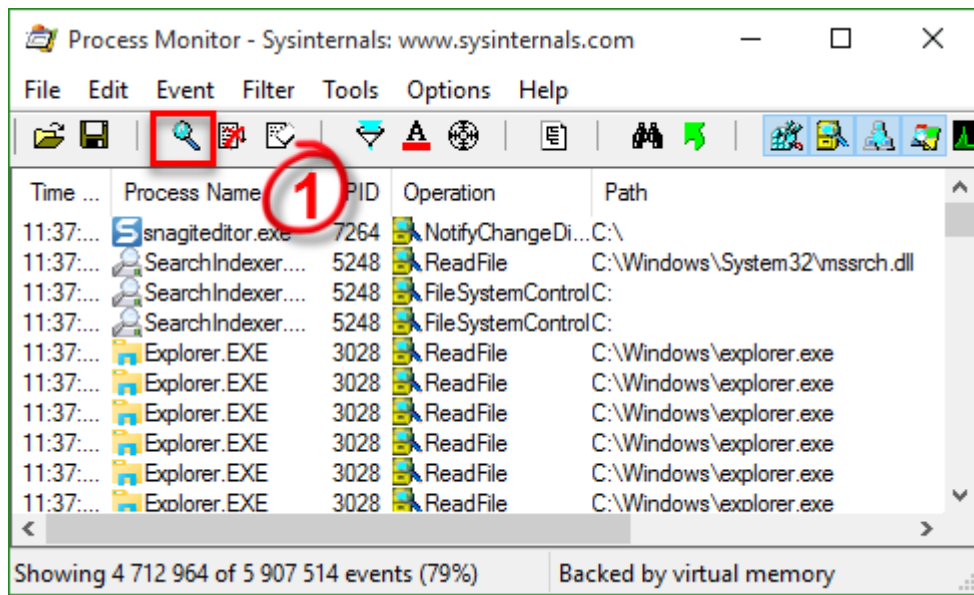 Process Monitor - Sysinternals: www.sysinternals.com
File Edit Event Filter Tools Options Help
1
Time ... Process Name PID Operation Path
11:37:... snagiteditor.exe 7264 NotifyChangeDi... C:\
11:37:... SearchIndexer.... 5248 ReadFile C:\Windows\System32\mssrch.dll
11:37:... SearchIndexer.... 5248 FileSystemControl C:
11:37:... SearchIndexer.... 5248 FileSystemControl C:
11:37:... Explorer.EXE 3028 ReadFile C:\Windows\explorer.exe
11:37:... Explorer.EXE 3028 ReadFile C:\Windows\explorer.exe
11:37:... Explorer.EXE 3028 ReadFile C:\Windows\explorer.exe
11:37:... Explorer.EXE 3028 ReadFile C:\Windows\explorer.exe
11:37:... Explorer.EXE 3028 ReadFile C:\Windows\explorer.exe
11:37:... Explorer.EXE 3028 ReadFile C:\Windows\explorer.exe
Showing 4 712 964 of 5 907 514 events (79%) Backed by virtual memory